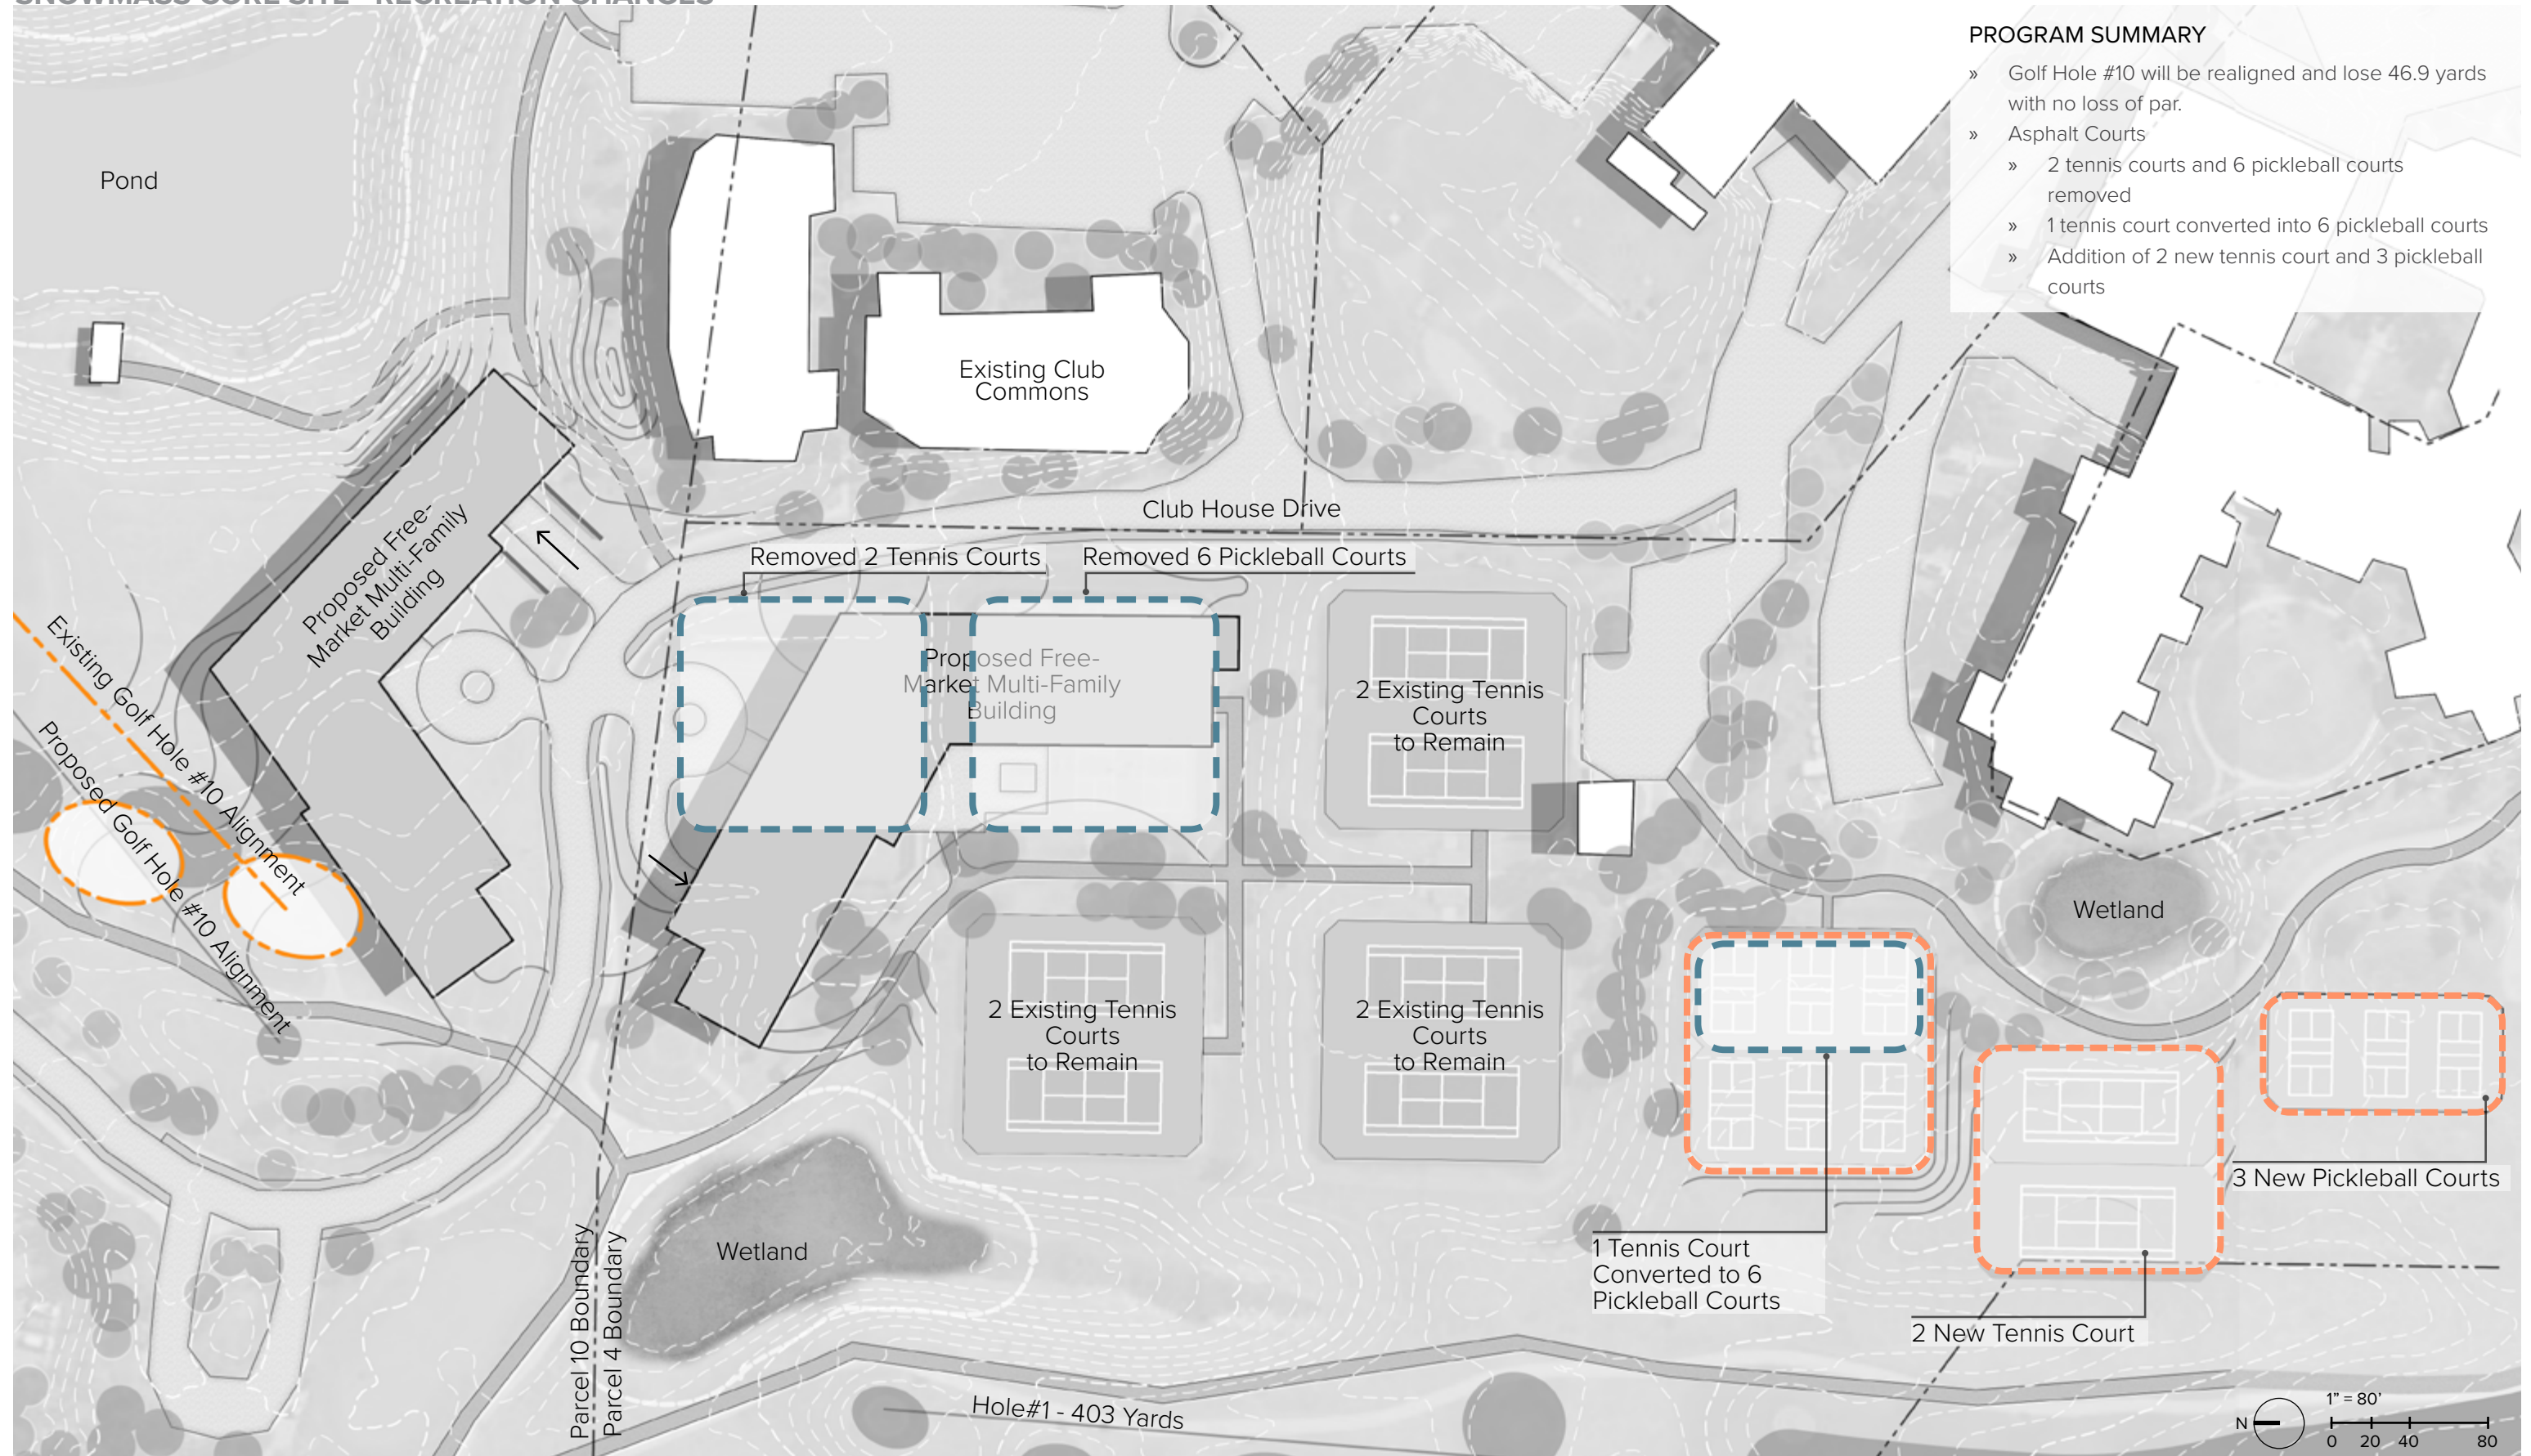 SNOWMASS CORE SITE - RECREATION CHANGES
PROGRAM SUMMARY
» Golf Hole #10 will be realigned and lose 46.9 yards
with no loss of par.
» Asphalt Courts
» 2 tennis courts and 6 pickleball courts
removed
» 1 tennis court converted into 6 pickleball courts
» Addition of 2 new tennis court and 3 pickleball
courts
Pond
Existing Club
Commons
Club House Drive
Proposed Free-
Market Multi-Family
Building
Removed 2 Tennis Courts
Removed 6 Pickleball Courts
Proposed Free-
Market Multi-Family
Building
2 Existing Tennis
Courts
to Remain
Existing Golf Hole #10 Alignment
Proposed Golf Hole #10 Alignment
Wetland
2 Existing Tennis
Courts
to Remain
2 Existing Tennis
Courts
to Remain
3 New Pickleball Courts
Wetland
1 Tennis Court
Converted to 6
Pickleball Courts
2 New Tennis Court
Parcel 10 Boundary
Parcel 4 Boundary
Hole#1 - 403 Yards
N
1" = 80'
0 20 40 80